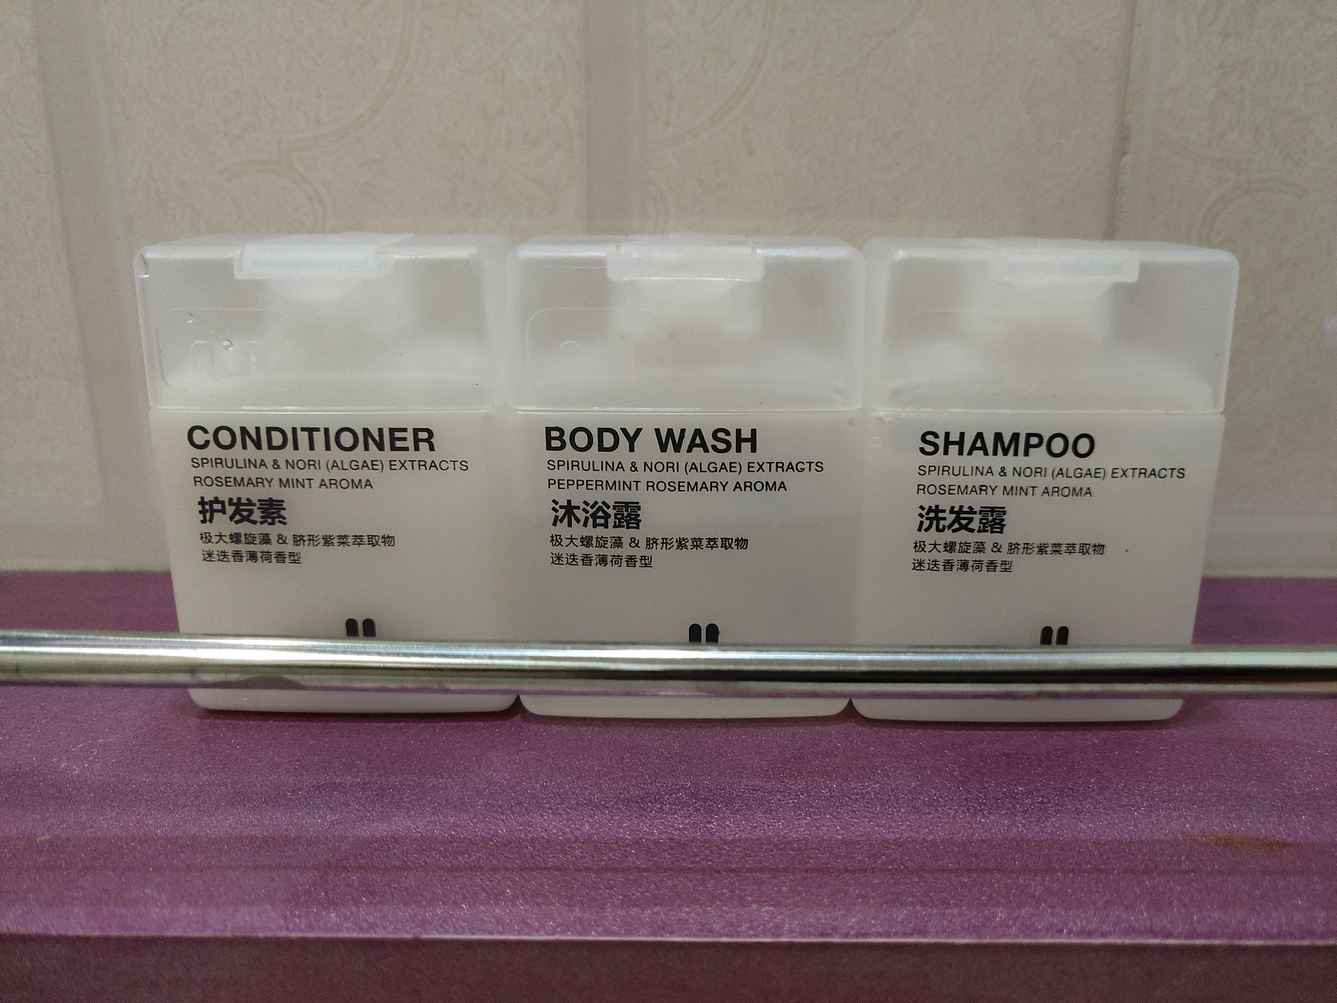 CONDITIONER
SPIRULINA & NORI (ALGAE) EXTRACTS
ROSEMARY MINT AROMA
护发素
极大螺旋藻 & 脐形紫菜萃取物
迷迭香薄荷香型
BODY WASH
SPIRULINA & NORI (ALGAE) EXTRACTS
PEPPERMINT ROSEMARY AROMA
沐浴露
极大螺旋藻 & 脐形紫菜萃取物
迷迭香薄荷香型
SHAMPOO
SPIRULINA & NORI (ALGAE) EXTRACTS
ROSEMARY MINT AROMA
洗发露
极大螺旋藻 & 脐形紫菜萃取物
迷迭香薄荷香型